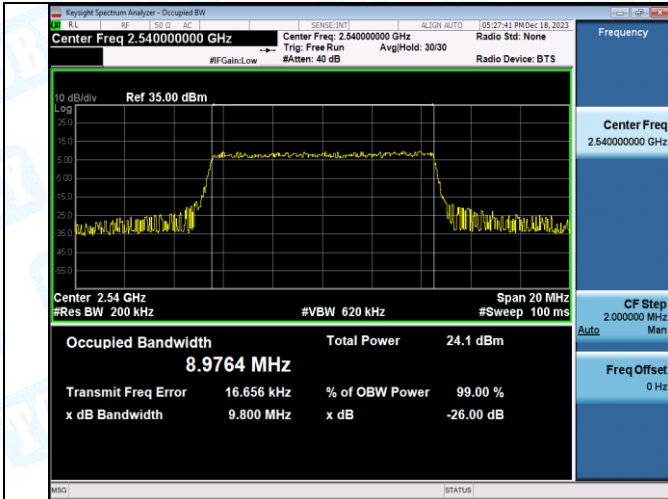 Keysight Spectrum Analyzer - Occupied BW
RL RF 50 Ω AC SENSE:INT ALIGN AUTO 05:27:41 PM Dec 18, 2023
Center Freq 2.540000000 GHz
Center Freq: 2.540000000 GHz Radio Std: None
Trig: Free Run Avg|Hold: 30/30
#IFGain:Low #Atten: 40 dB Radio Device: BTS
Frequency
10 dB/div Ref 35.00 dBm
Log
25.0
15.0
5.00
-5.00
-15.0
-25.0
-35.0
-45.0
-55.0
Center Freq
2.540000000 GHz
Center 2.54 GHz Span 20 MHz
#Res BW 200 kHz #VBW 620 kHz #Sweep 100 ms
CF Step
2.000000 MHz
Auto Man
Occupied Bandwidth Total Power 24.1 dBm
8.9764 MHz
Transmit Freq Error 16.656 kHz % of OBW Power 99.00 %
x dB Bandwidth 9.800 MHz x dB -26.00 dB
Freq Offset
0 Hz
MSG STATUS